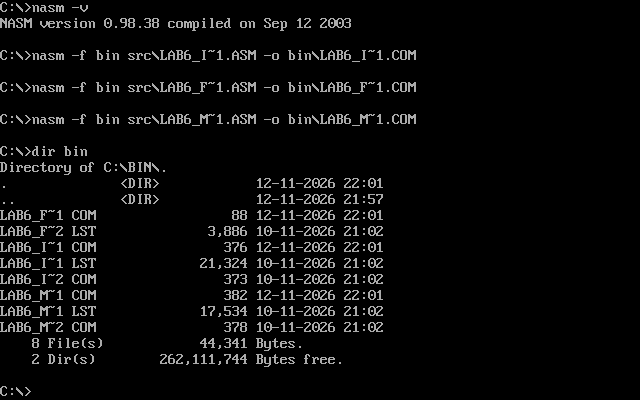 C:\>nasm -v
NASM version 0.98.38 compiled on Sep 12 2003
C:\>nasm -f bin src\LAB6_I~1.ASM -o bin\LAB6_I~1.COM
C:\>nasm -f bin src\LAB6_F~1.ASM -o bin\LAB6_F~1.COM
C:\>nasm -f bin src\LAB6_M~1.ASM -o bin\LAB6_M~1.COM
C:\>dir bin
Directory of C:\BIN\.
.              <DIR>            12-11-2026 22:01
..             <DIR>            12-11-2026 21:57
LAB6_F~1 COM                 88 12-11-2026 22:01
LAB6_F~2 LST              3,886 10-11-2026 21:02
LAB6_I~1 COM                376 12-11-2026 22:01
LAB6_I~1 LST             21,324 10-11-2026 21:02
LAB6_I~2 COM                373 10-11-2026 21:02
LAB6_M~1 COM                382 12-11-2026 22:01
LAB6_M~1 LST             17,534 10-11-2026 21:02
LAB6_M~2 COM                378 10-11-2026 21:02
    8 File(s)            44,341 Bytes.
    2 Dir(s)        262,111,744 Bytes free.
C:\>